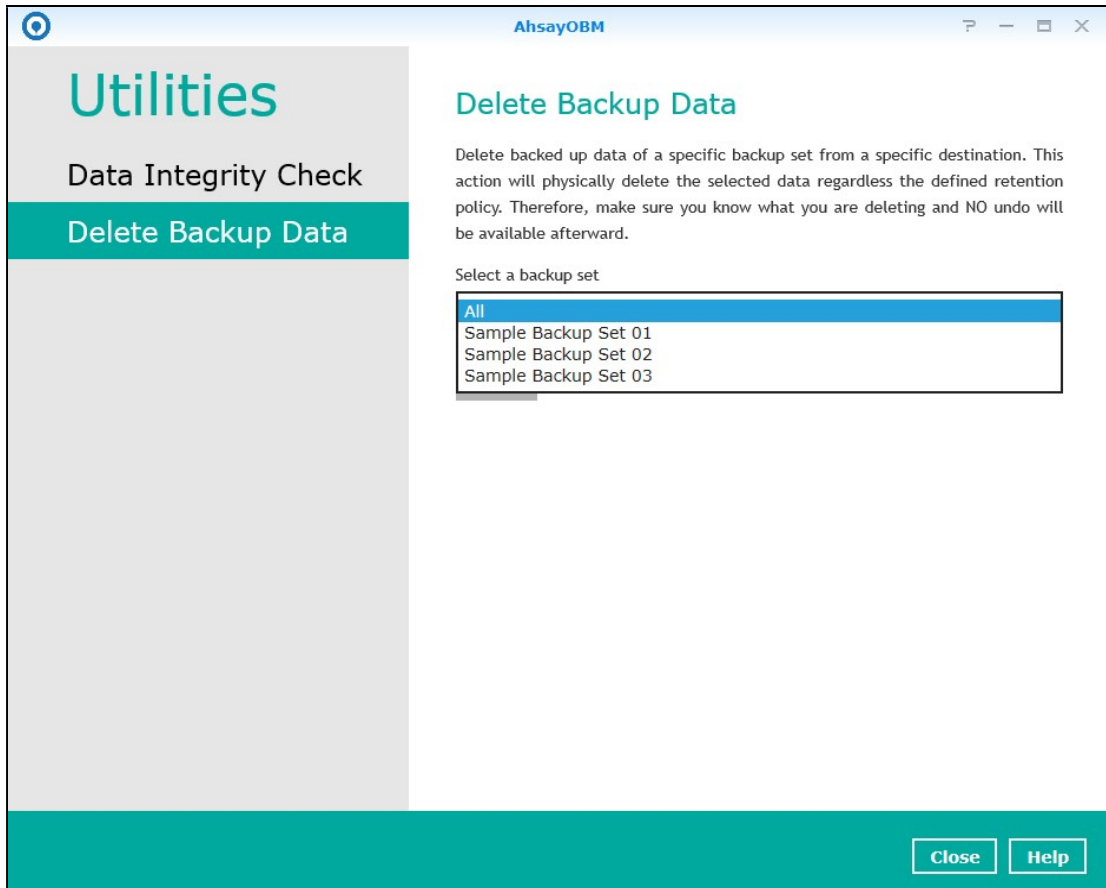 AhsayOBM
Utilities
Data Integrity Check
Delete Backup Data
Delete Backup Data
Delete backed up data of a specific backup set from a specific destination. This
action will physically delete the selected data regardless the defined retention
policy. Therefore, make sure you know what you are deleting and NO undo will
be available afterward.
Select a backup set
All
Sample Backup Set 01
Sample Backup Set 02
Sample Backup Set 03
Close
Help